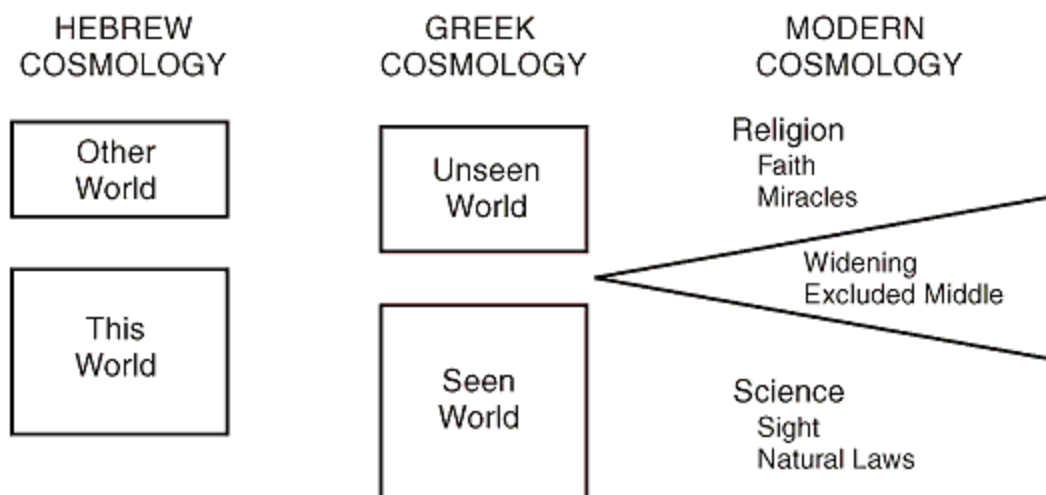 HEBREW
COSMOLOGY
Other
World
This
World
GREEK
COSMOLOGY
Unseen
World
Seen
World
MODERN
COSMOLOGY
Religion
Faith
Miracles
Widening
Excluded Middle
Science
Sight
Natural Laws